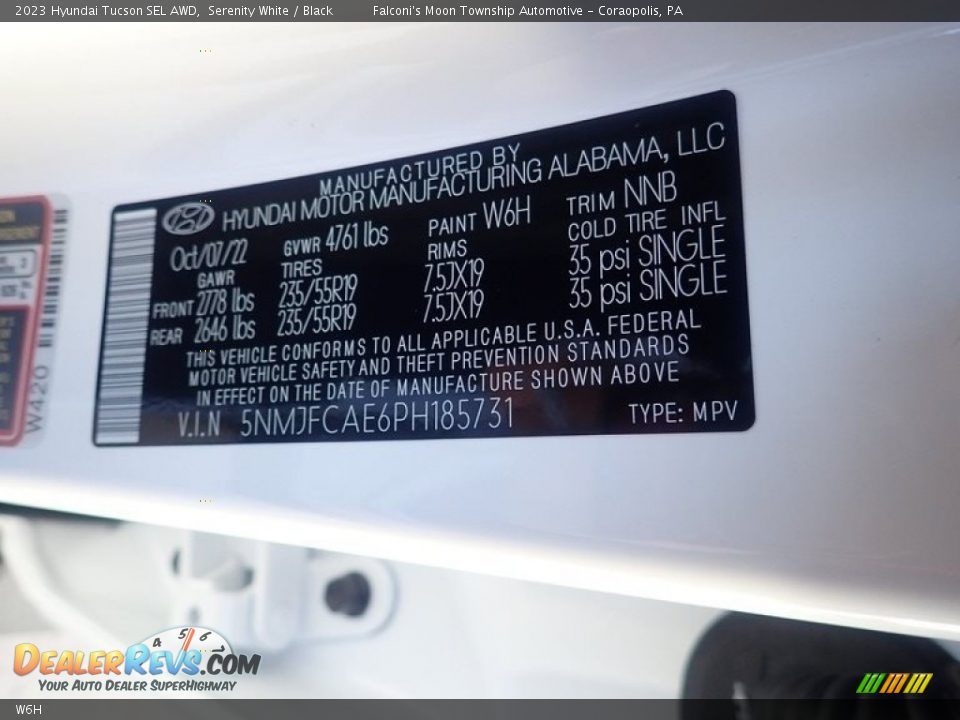 2023 Hyundai Tucson SEL AWD, Serenity White / Black Falconi's Moon Township Automotive - Coraopolis, PA
MANUFACTURED BY
HYUNDAI MOTOR MANUFACTURING ALABAMA, LLC
Oct/07/22 GVWR 4761 lbs PAINT W6H TRIM NNB
GAWR TIRES RIMS COLD TIRE INFL
FRONT 2778 lbs 235/55R19 7.5JX19 35 psi SINGLE
REAR 2646 lbs 235/55R19 7.5JX19 35 psi SINGLE
THIS VEHICLE CONFORMS TO ALL APPLICABLE U.S.A. FEDERAL
MOTOR VEHICLE SAFETY AND THEFT PREVENTION STANDARDS
IN EFFECT ON THE DATE OF MANUFACTURE SHOWN ABOVE
V.I.N 5NMJFCAE6PH185731 TYPE: MPV
W420
4 5 6
DEALERREVS.COM
YOUR AUTO DEALER SUPERHIGHWAY
W6H